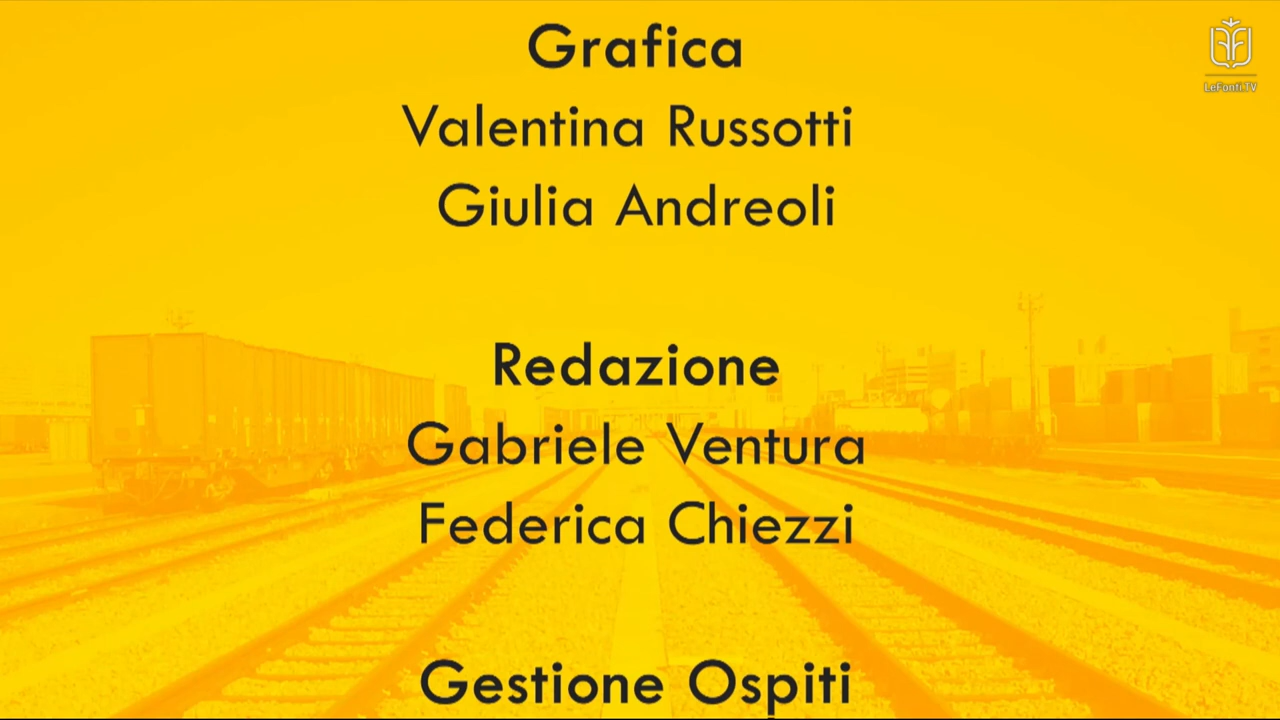 Grafica
Valentina Russotti
Giulia Andreoli
Redazione
Gabriele Ventura
Federica Chiezzi
Gestione Ospiti
LeFonti.TV